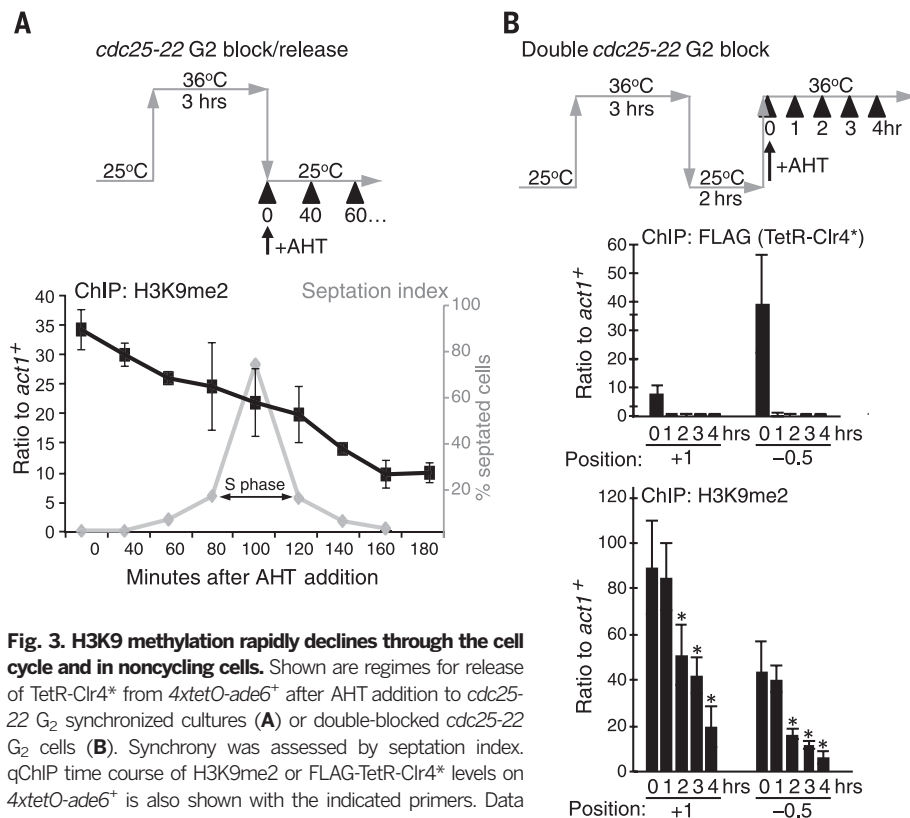 A
cdc25-22 G2 block/release
36°C
3 hrs
25°C
25°C
0 40 60...
+AHT
ChIP: H3K9me2
Septation index
Ratio to act1+
40
35
30
25
20
15
10
5
0
100
80
60
40
20
% septated cells
S phase
0 40 60 80 100 120 140 160 180
Minutes after AHT addition
B
Double cdc25-22 G2 block
36°C
3 hrs
36°C
25°C
25°C
2 hrs
0 1 2 3 4hr
+AHT
ChIP: FLAG (TetR-Clr4*)
Ratio to act1+
60
50
40
30
20
10
0
0 1 2 3 4 hrs 0 1 2 3 4 hrs
Position: +1 −0.5
ChIP: H3K9me2
Ratio to act1+
120
100
80
60
40
20
0
* * * * * *
0 1 2 3 4 hrs 0 1 2 3 4 hrs
Position: +1 −0.5
Fig. 3. H3K9 methylation rapidly declines through the cell
cycle and in noncycling cells. Shown are regimes for release
of TetR-Clr4* from 4xtetO-ade6+ after AHT addition to cdc25-
22 G2 synchronized cultures (A) or double-blocked cdc25-22
G2 cells (B). Synchrony was assessed by septation index.
qChIP time course of H3K9me2 or FLAG-TetR-Clr4* levels on
4xtetO-ade6+ is also shown with the indicated primers. Data